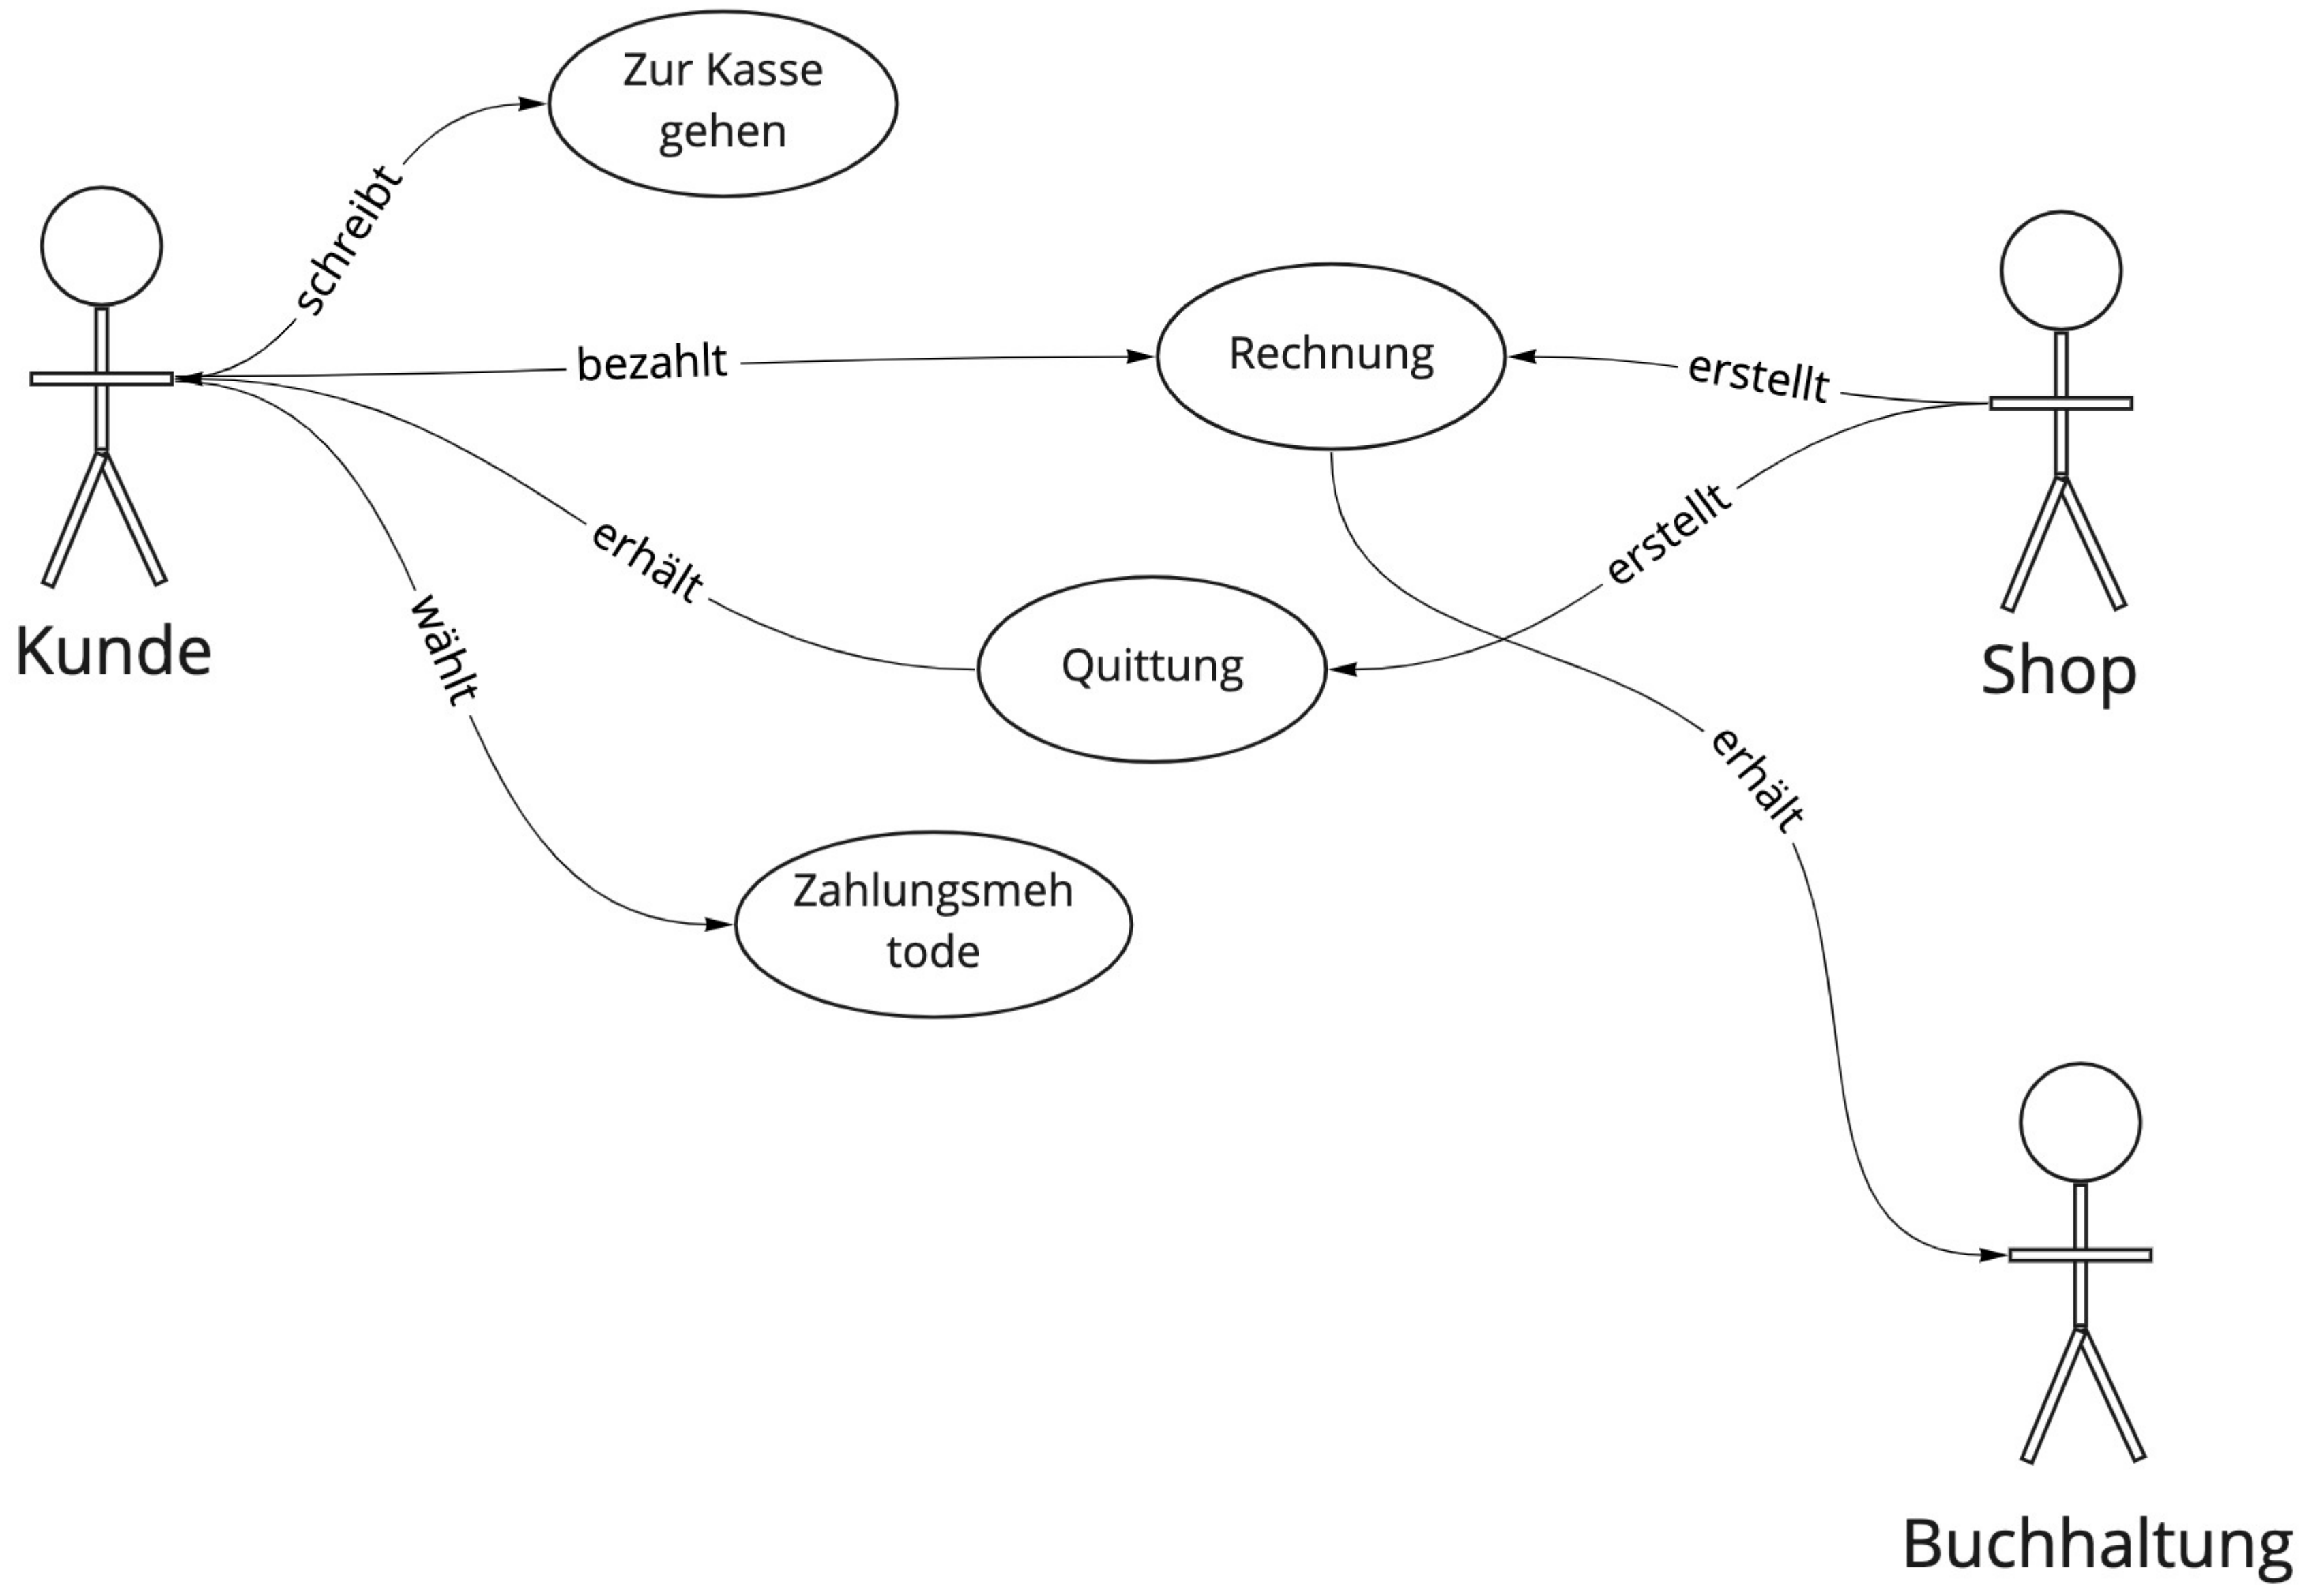 Zur Kasse
gehen
schreibt
bezahlt
Rechnung
erstellt
erstellt
erhält
Quittung
Kunde
wählt
Shop
erhält
Zahlungsmeh
tode
Buchhaltung